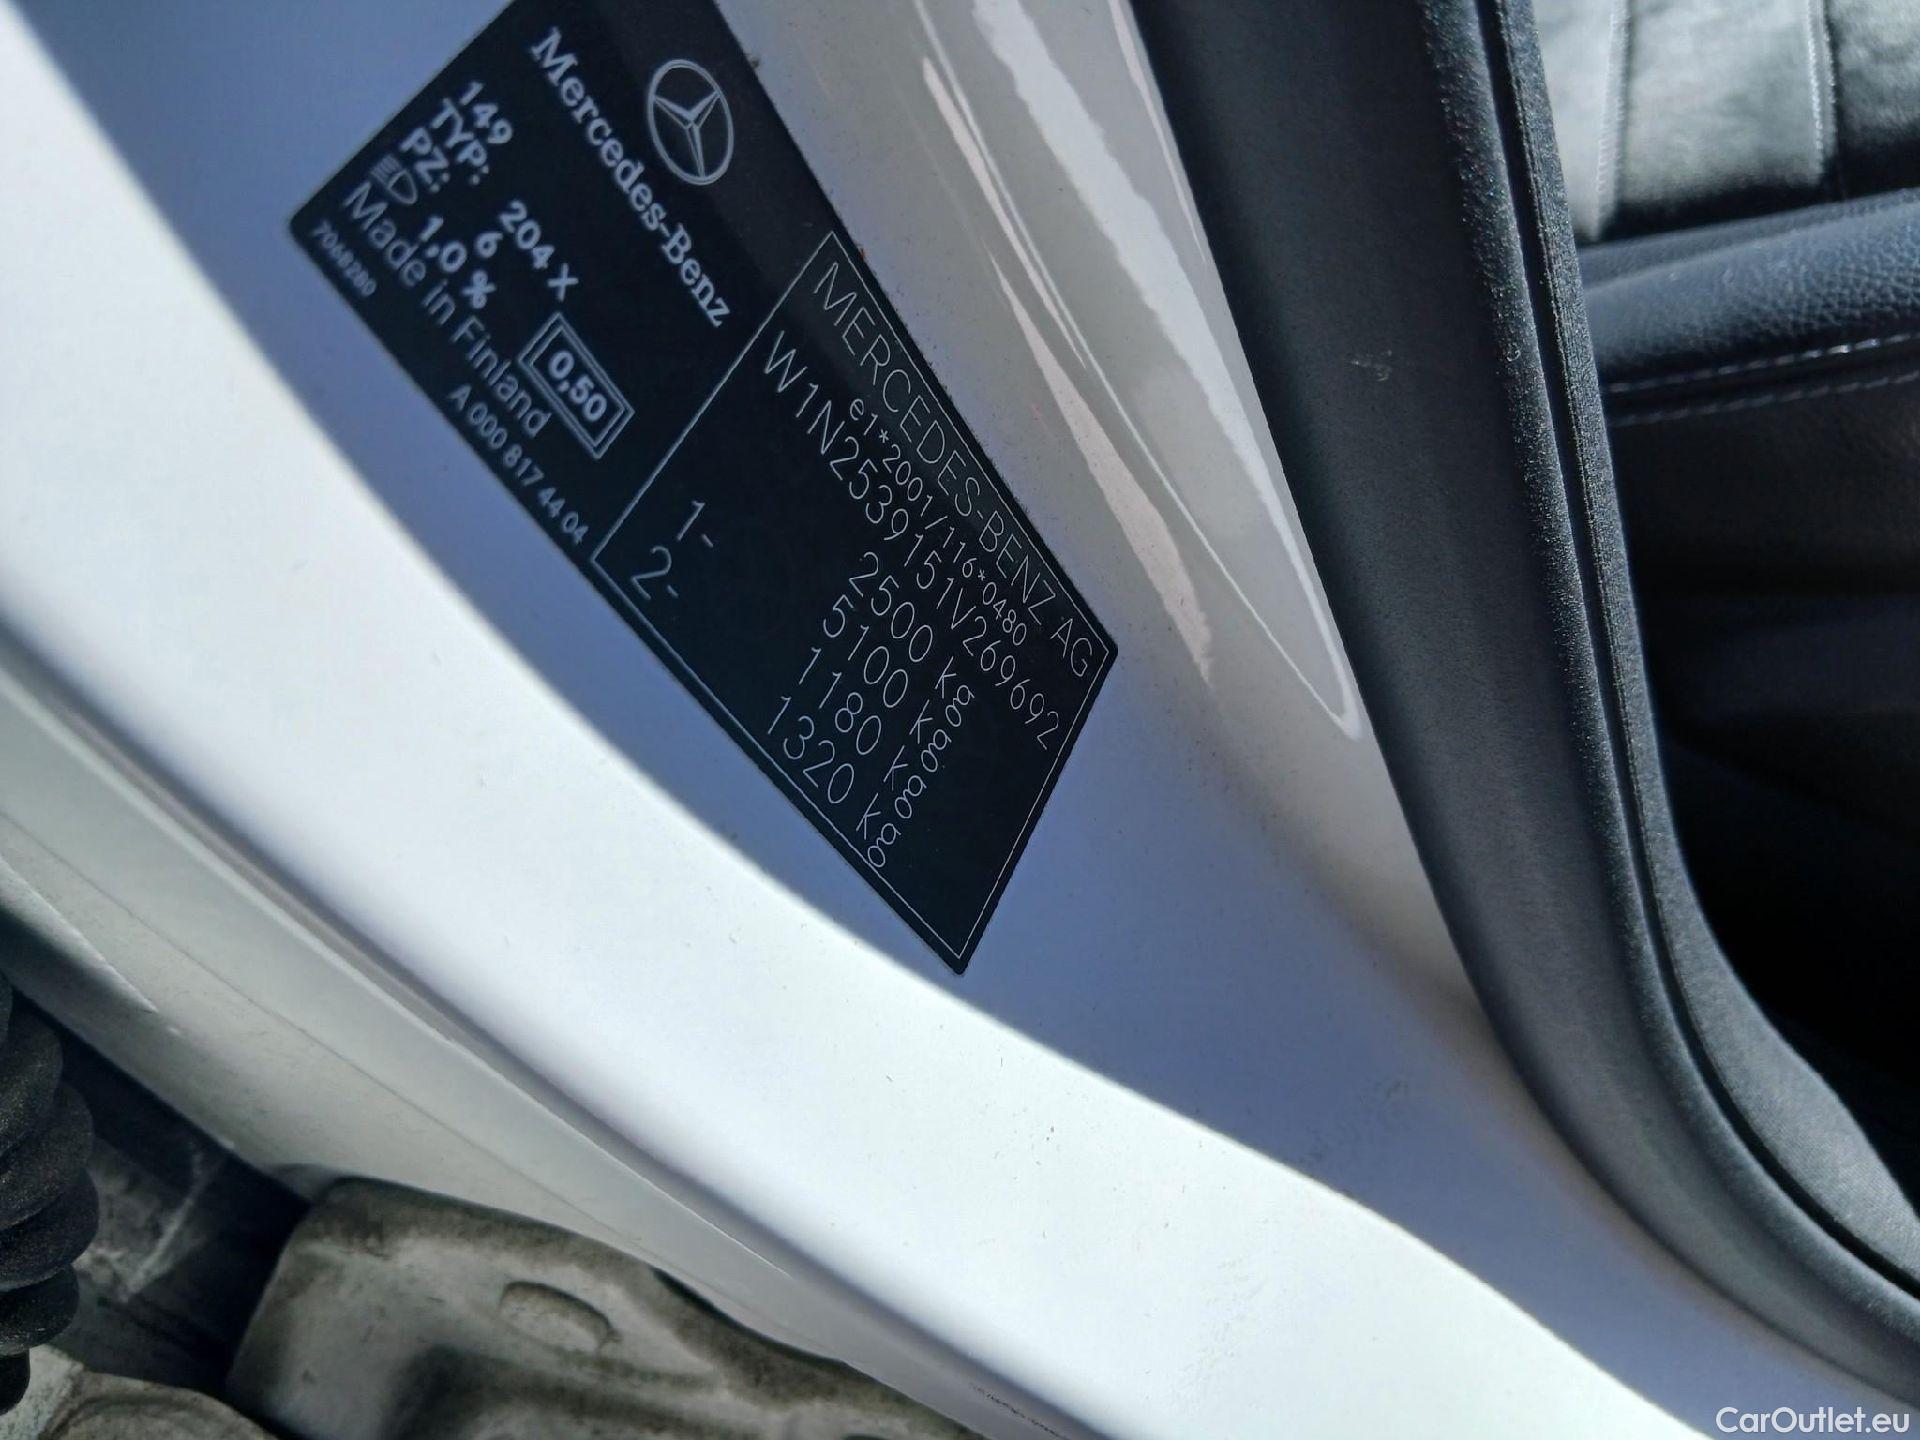 Mercedes-Benz
MERCEDES-BENZ AG
e1*2001/116*0480
W1N2539151V269692
2500 kg
5100 kg
1- 1180 kg
2- 1320 kg
149
TYP: 204 X
PZ: 6
1,0 % 0,50
Made in Finland
7068280 A 000 817 44 04
CarOutlet.eu